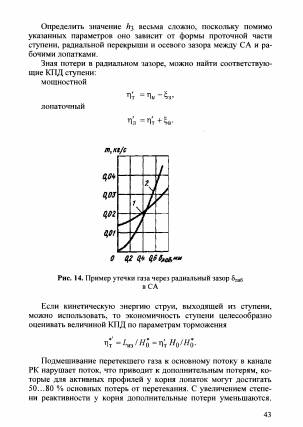 Определить значение h₃ весьма сложно, поскольку помимо
указанных параметров оно зависит от формы проточной части
ступени, радиальной перекрыши и осевого зазора между СА и ра-
бочими лопатками.
Зная потери в радиальном зазоре, можно найти соответствую-
щие КПД ступени:
мощностной
η′т = ηи − ξз,
лопаточный
η′л = η′т + ξв.
m, кг/с
0,04
0,03
0,02
0,01
0 0,2 0,4 0,6 δзаб, мм
1
2
Рис. 14. Пример утечки газа через радиальный зазор δзаб
в СА
Если кинетическую энергию струи, выходящей из ступени,
можно использовать, то экономичность ступени целесообразно
оценивать величиной КПД по параметрам торможения
η*′т = Lиз / H*0 = η′т H0 / H*0.
Подмешивание перетекшего газа к основному потоку в канале
РК нарушает поток, что приводит к дополнительным потерям, ко-
торые для активных профилей у корня лопаток могут достигать
50...80 % основных потерь от перетекания. С увеличением степе-
ни реактивности у корня дополнительные потери уменьшаются.
43